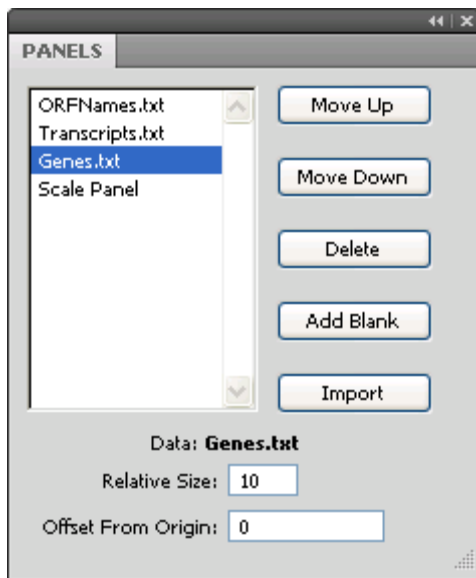 PANELS
ORFNames.txt
Transcripts.txt
Genes.txt
Scale Panel
Move Up
Move Down
Delete
Add Blank
Import
Data: Genes.txt
Relative Size: 10
Offset From Origin: 0